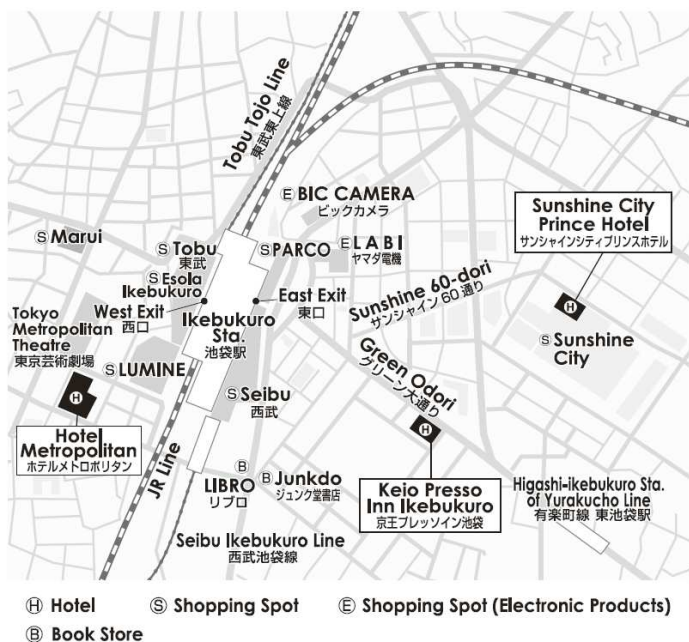 Tobu Tojo Line
東武東上線
Ⓔ BIC CAMERA
ビックカメラ
Sunshine City
Prince Hotel
サンシャインシティプリンスホテル
Ⓢ Marui
Ⓢ Tobu
東武
Ⓢ PARCO
Ⓔ LABI
ヤマダ電機
Ⓢ Esola
Ikebukuro
West Exit
西口
East Exit
東口
Ikebukuro
Sta.
池袋駅
Sunshine 60-dori
サンシャイン60通り
Ⓗ
Ⓢ Sunshine
City
Tokyo
Metropolitan
Theatre
東京芸術劇場
Ⓢ LUMINE
Green Odori
グリーン大通り
Ⓢ Seibu
西武
Ⓗ
Hotel
Metropolitan
ホテルメトロポリタン
Ⓗ
JR Line
Ⓑ
LIBRO
リブロ
Ⓑ Junkdo
ジュンク堂書店
Keio Presso
Inn Ikebukuro
京王プレッソイン池袋
Higashi-ikebukuro Sta.
of Yurakucho Line
有楽町線 東池袋駅
Seibu Ikebukuro Line
西武池袋線
Ⓗ Hotel
Ⓢ Shopping Spot
Ⓔ Shopping Spot (Electronic Products)
Ⓑ Book Store